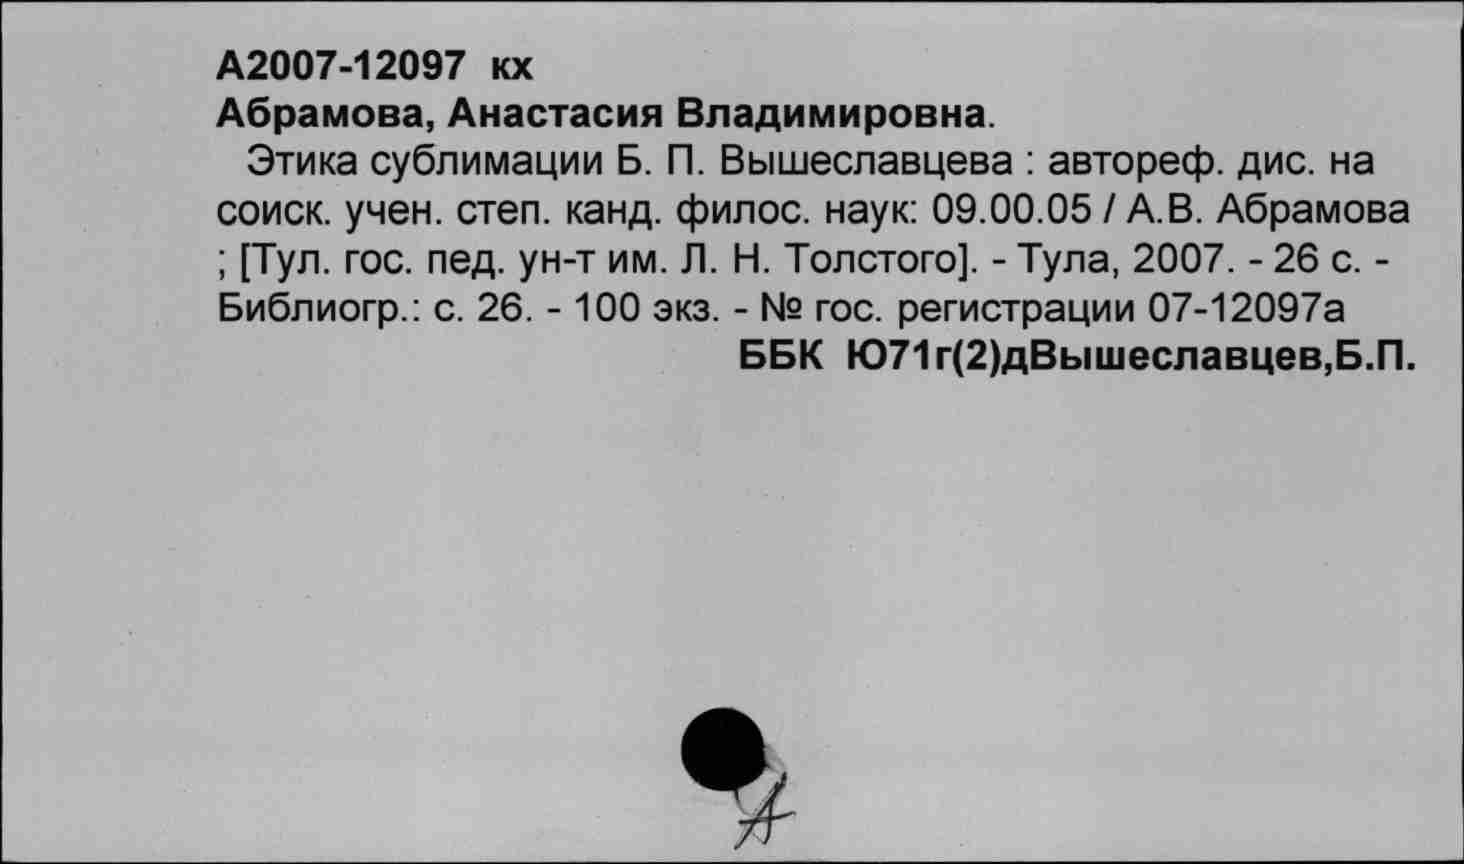 А2007-12097 кх
Абрамова, Анастасия Владимировна.
Этика сублимации Б. П. Вышеславцева : автореф. дис. на
соиск. учен. степ. канд. филос. наук: 09.00.05 / А.В. Абрамова
; [Тул. гос. пед. ун-т им. Л. Н. Толстого]. - Тула, 2007. - 26 с. -
Библиогр.: с. 26. - 100 экз. - № гос. регистрации 07-12097а
ББК Ю71г(2)дВышеславцев,Б.П.
А